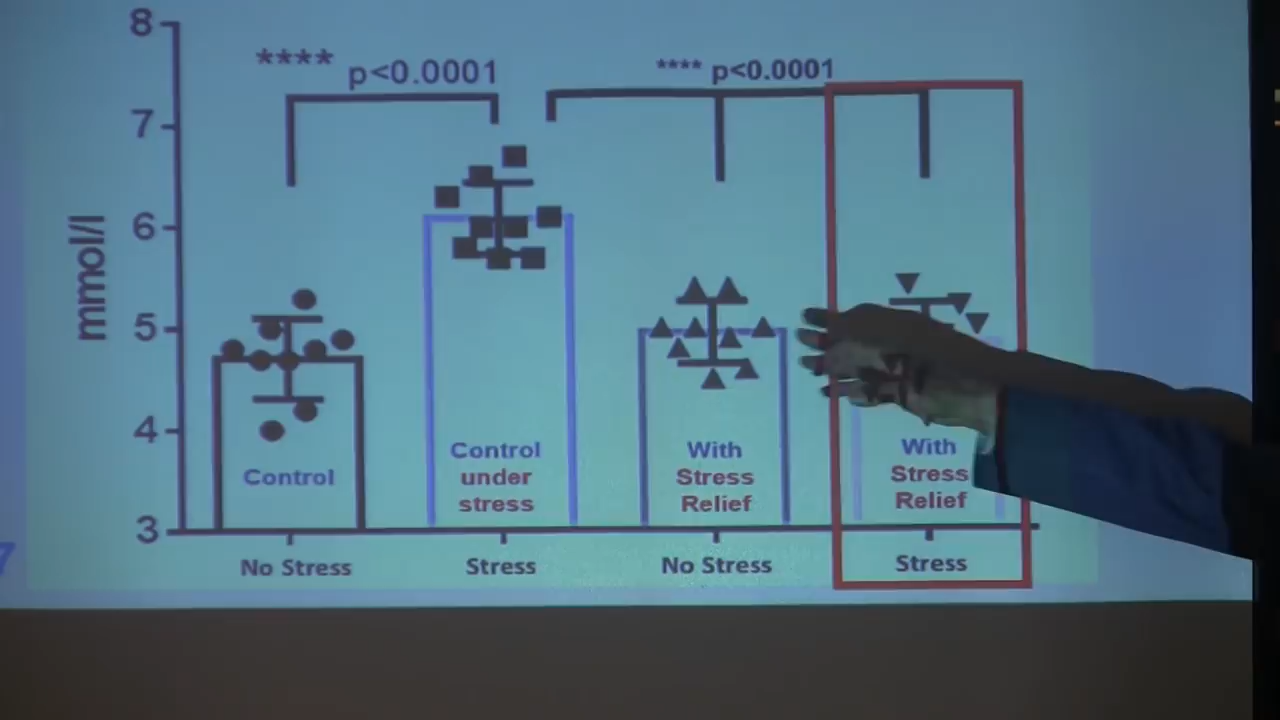 8
**** p<0.0001
**** p<0.0001
7
6
mmol/l
5
4
Control
Control
under
stress
With
Stress
Relief
With
Stress
Relief
3
No Stress
Stress
No Stress
Stress
7